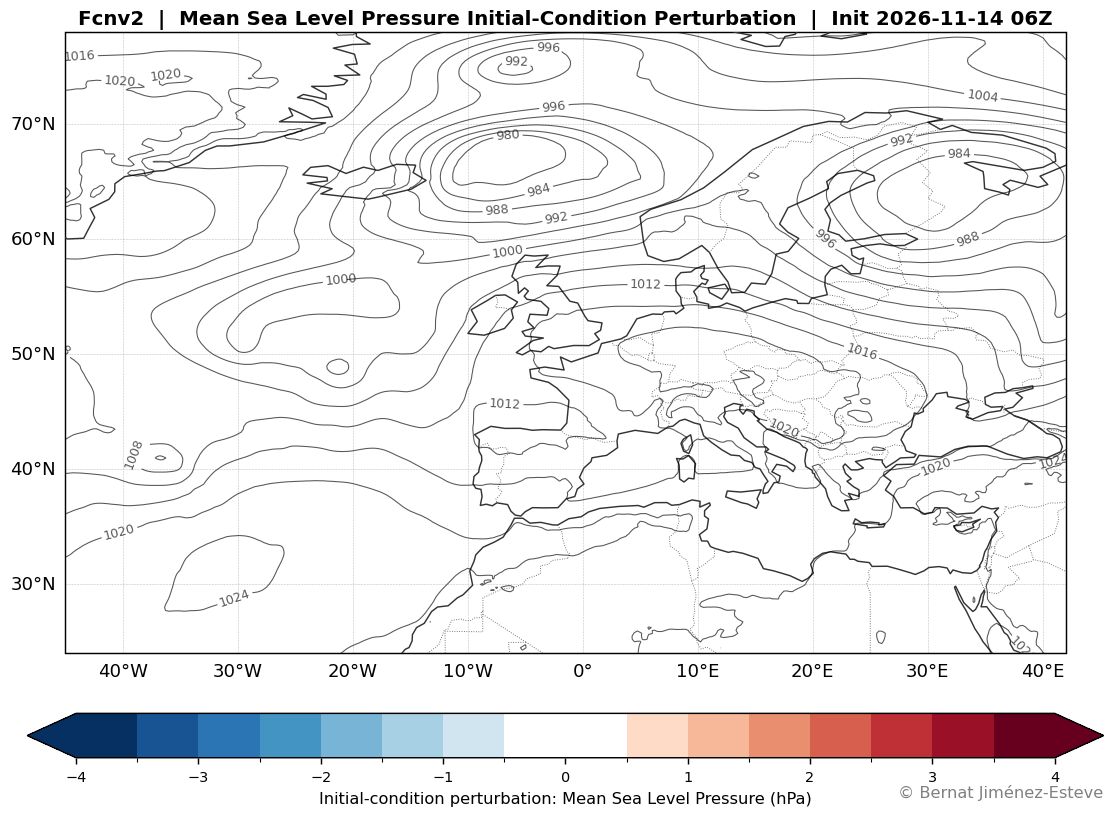 Fcnv2 | Mean Sea Level Pressure Initial-Condition Perturbation | Init 2026-11-14 06Z
1016
1020
1020
996
992
996
1004
70°N
980
992
984
984
988
992
60°N
1000
996
988
1000
1012
50°N
1016
1012
1020
1008
40°N
1020
1024
1020
30°N
1024
102
40°W 30°W 20°W 10°W 0° 10°E 20°E 30°E 40°E
−4 −3 −2 −1 0 1 2 3 4
Initial-condition perturbation: Mean Sea Level Pressure (hPa)
© Bernat Jiménez-Esteve